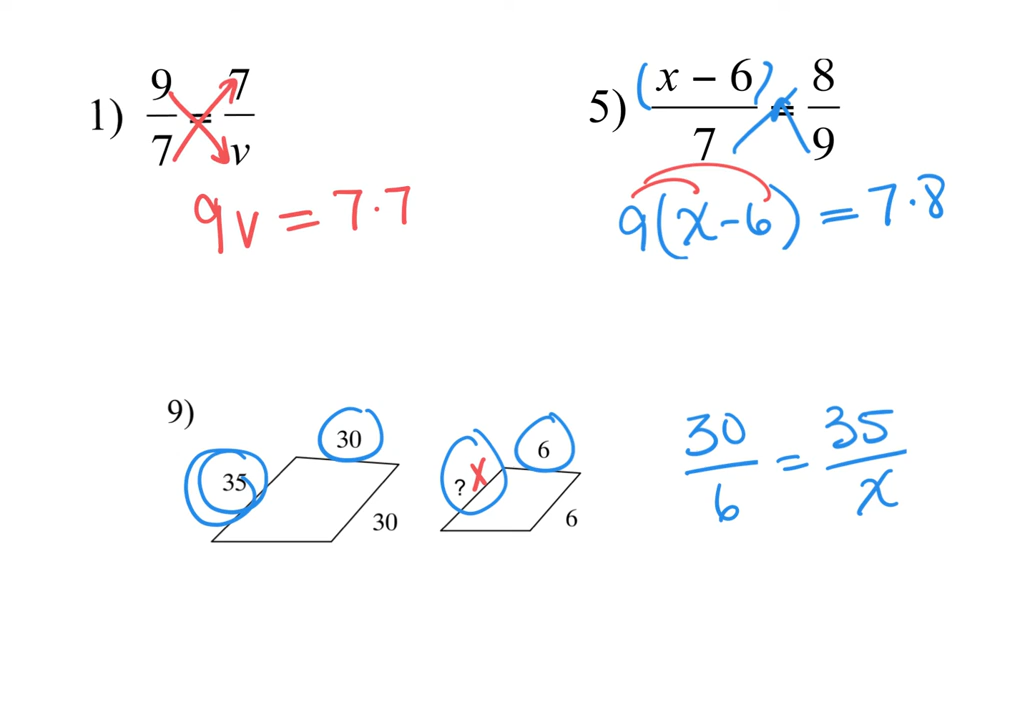 1) 9/7 = 7/v
9v = 7·7
5) (x − 6)/7 = 8/9
9(x-6) = 7·8
9)
35 30 30
? x 6 6
30/6 = 35/x